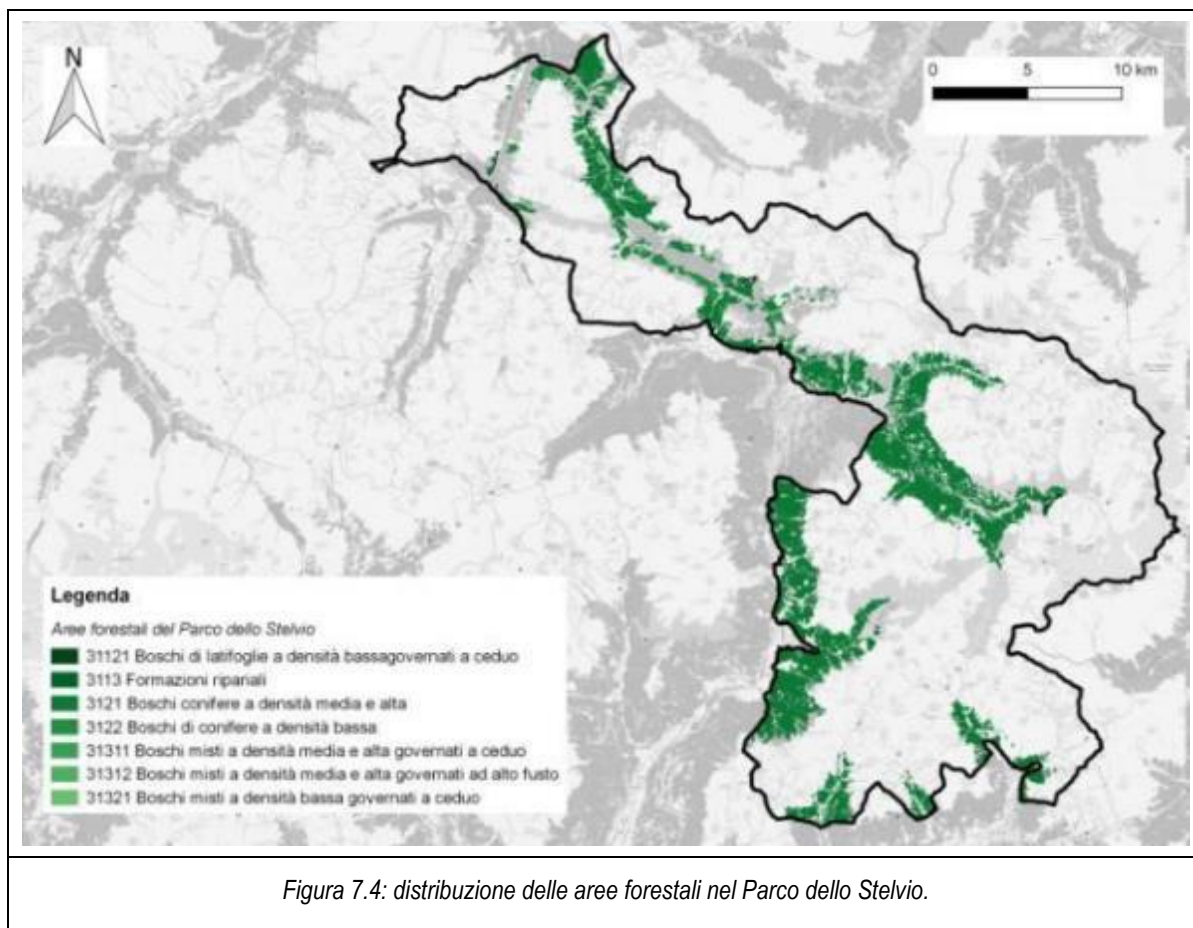 N
0 5 10 km
Legenda
Aree forestali del Parco dello Stelvio
31121 Boschi di latifoglie a densità bassagovernati a ceduo
3113 Formazioni ripariali
3121 Boschi conifere a densità media e alta
3122 Boschi di conifere a densità bassa
31311 Boschi misti a densità media e alta governati a ceduo
31312 Boschi misti a densità media e alta governati ad alto fusto
31321 Boschi misti a densità bassa governati a ceduo
Figura 7.4: distribuzione delle aree forestali nel Parco dello Stelvio.